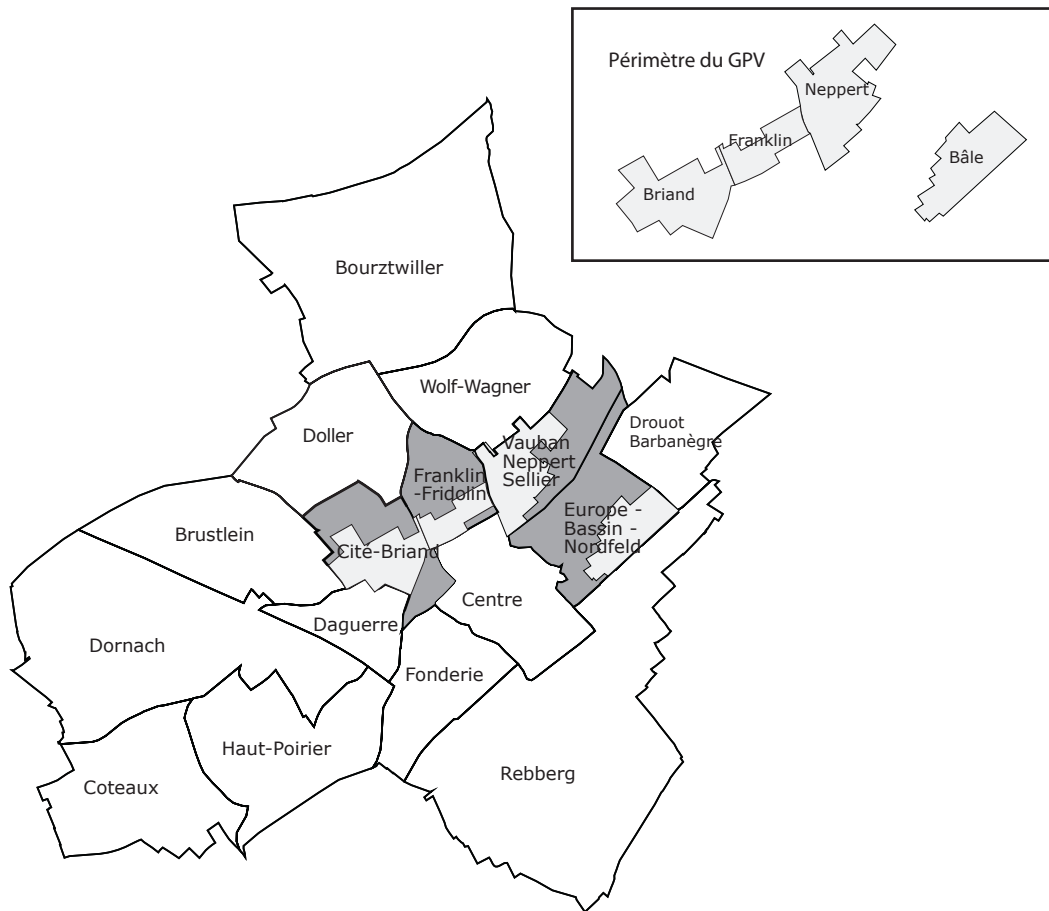 Périmètre du GPV
Neppert
Franklin
Bâle
Briand
Bourztwiller
Wolf-Wagner
Doller
Drouot
Barbanègre
Vauban
Neppert
Sellier
Franklin
-Fridolin
Europe -
Bassin -
Nordfeld
Brustlein
Cité-Briand
Centre
Daguerre
Dornach
Fonderie
Haut-Poirier
Rebberg
Coteaux